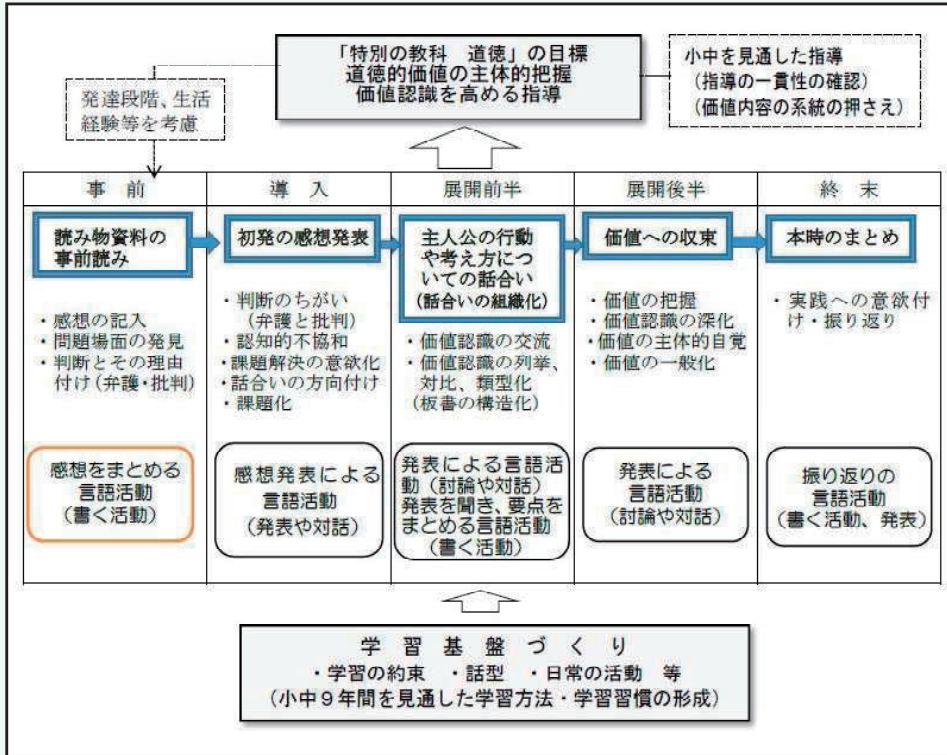 「特別の教科　道徳」の目標
道徳的価値の主体的把握
価値認識を高める指導
小中を見通した指導
（指導の一貫性の確認）
（価値内容の系統の押さえ）
発達段階、生活
経験等を考慮
事　前
導　入
展開前半
展開後半
終　末
読み物資料の
事前読み
初発の感想発表
主人公の行動
や考え方につ
いての話合い
（話合いの組織化）
価値への収束
本時のまとめ
・感想の記入
・問題場面の発見
・判断とその理由
付け（弁護・批判）
・判断のちがい
（弁護と批判）
・認知的不協和
・課題解決の意欲化
・話合いの方向付け
・課題化
・価値認識の交流
・価値認識の列挙、
対比、類型化
（板書の構造化）
・価値の把握
・価値認識の深化
・価値の主体的自覚
・価値の一般化
・実践への意欲付
け・振り返り
感想をまとめる
言語活動
（書く活動）
感想発表による
言語活動
（発表や対話）
発表による言語活
動（討論や対話）
発表を聞き、要点を
まとめる言語活動
（書く活動）
発表による
言語活動
（討論や対話）
振り返りの
言語活動
（書く活動、発表）
学　習　基　盤　づ　く　り
・学習の約束　・話型　・日常の活動　等
（小中９年間を見通した学習方法・学習習慣の形成）